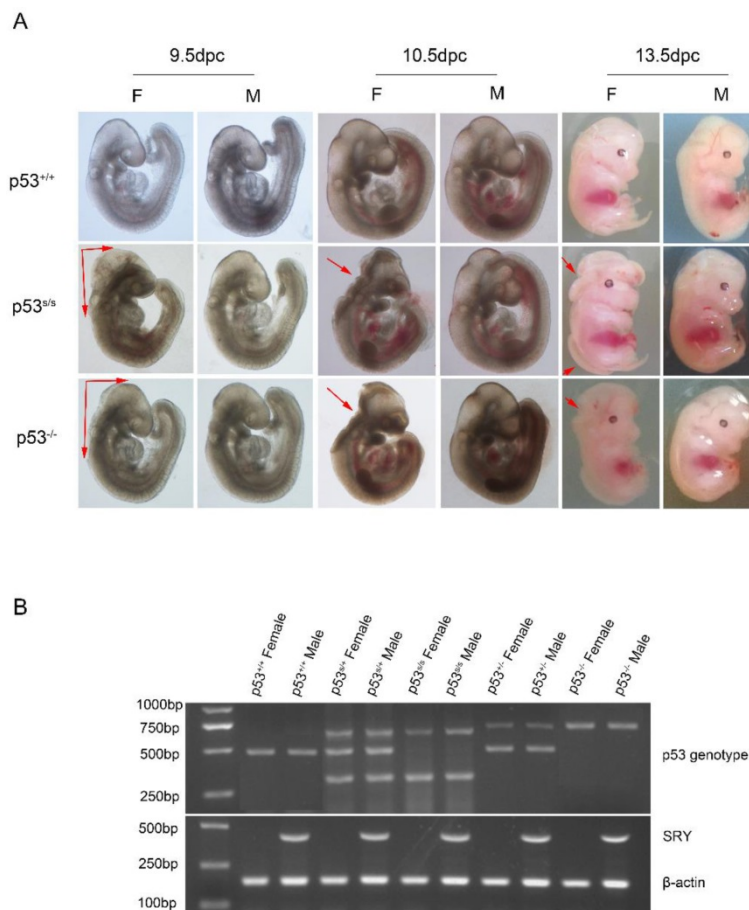 A
9.5dpc 10.5dpc 13.5dpc
F M F M F M
p53+/+
p53s/s
p53-/-
B
p53+/+ Female p53+/+ Male p53s/+ Female p53s/+ Male p53s/s Female p53s/s Male p53+/- Female p53+/- Male p53-/- Female p53-/- Male
1000bp
750bp
500bp
p53 genotype
250bp
500bp
SRY
250bp
β-actin
100bp